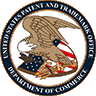 UNITED STATES PATENT AND TRADEMARK OFFICE
DEPARTMENT OF COMMERCE